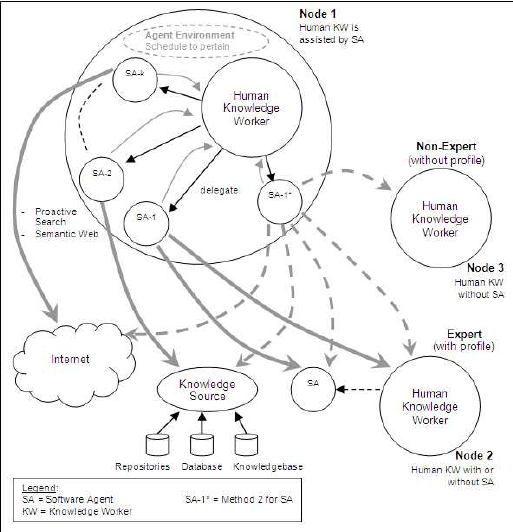 Node 1
Human KW is
assisted by SA
Agent Environment
Schedule to pertain
SA-k
Human
Knowledge
Worker
SA-2
SA-1
delegate
SA-1*
- Proactive
Search
- Semantic Web
Non-Expert
(without profile)
Human
Knowledge
Worker
Node 3
Human KW
without SA
Internet
Knowledge
Source
SA
Expert
(with profile)
Human
Knowledge
Worker
Node 2
Human KW with or
without SA
Repositories Database Knowledgebase
Legend:
SA = Software Agent SA-1* = Method 2 for SA
KW = Knowledge Worker